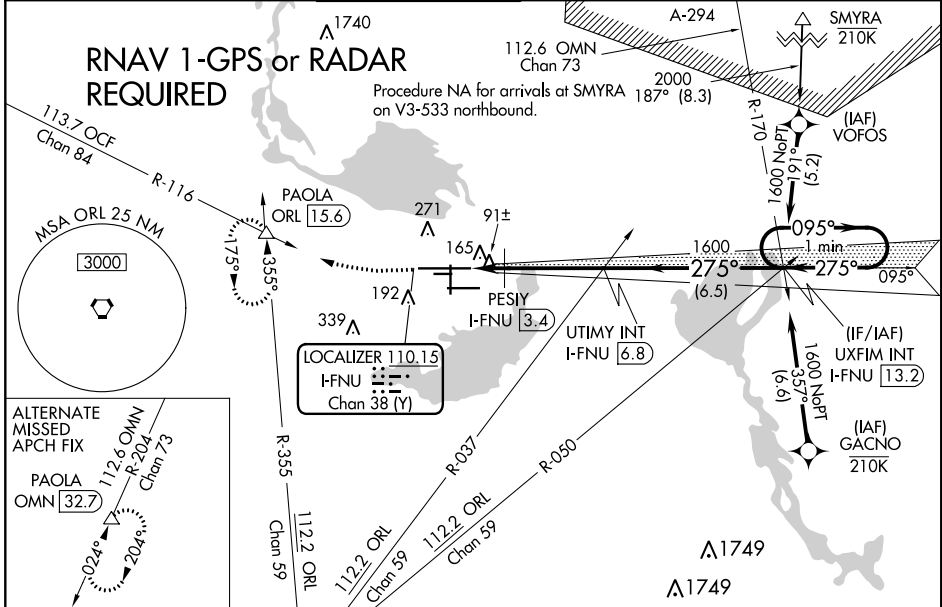 1740
RNAV 1-GPS or RADAR
REQUIRED
Procedure NA for arrivals at SMYRA
on V3-533 northbound.
112.6 OMN
Chan 73
A-294
SMYRA
210K
2000
187° (8.3)
R-170
(IAF)
VOFOS
1600 NoPT
191°
(5.2)
113.7 OCF
Chan 84
R-116
PAOLA
ORL 15.6
175°
355°
MSA ORL 25 NM
3000
271
91±
165
192
339
1600
275°
(6.5)
095°
1 min
275°
095°
PESIY
I-FNU 3.4
UTIMY INT
I-FNU 6.8
(IF/IAF)
UXFIM INT
I-FNU 13.2
LOCALIZER 110.15
I-FNU
Chan 38 (Y)
1600 NoPT
357°
(6.6)
(IAF)
GACNO
210K
ALTERNATE
MISSED
APCH FIX
PAOLA
OMN 32.7
112.6 OMN
R-204
Chan 73
024°
204°
R-355
112.2 ORL
Chan 59
R-037
112.2 ORL
Chan 59
R-050
112.2 ORL
Chan 59
1749
1749